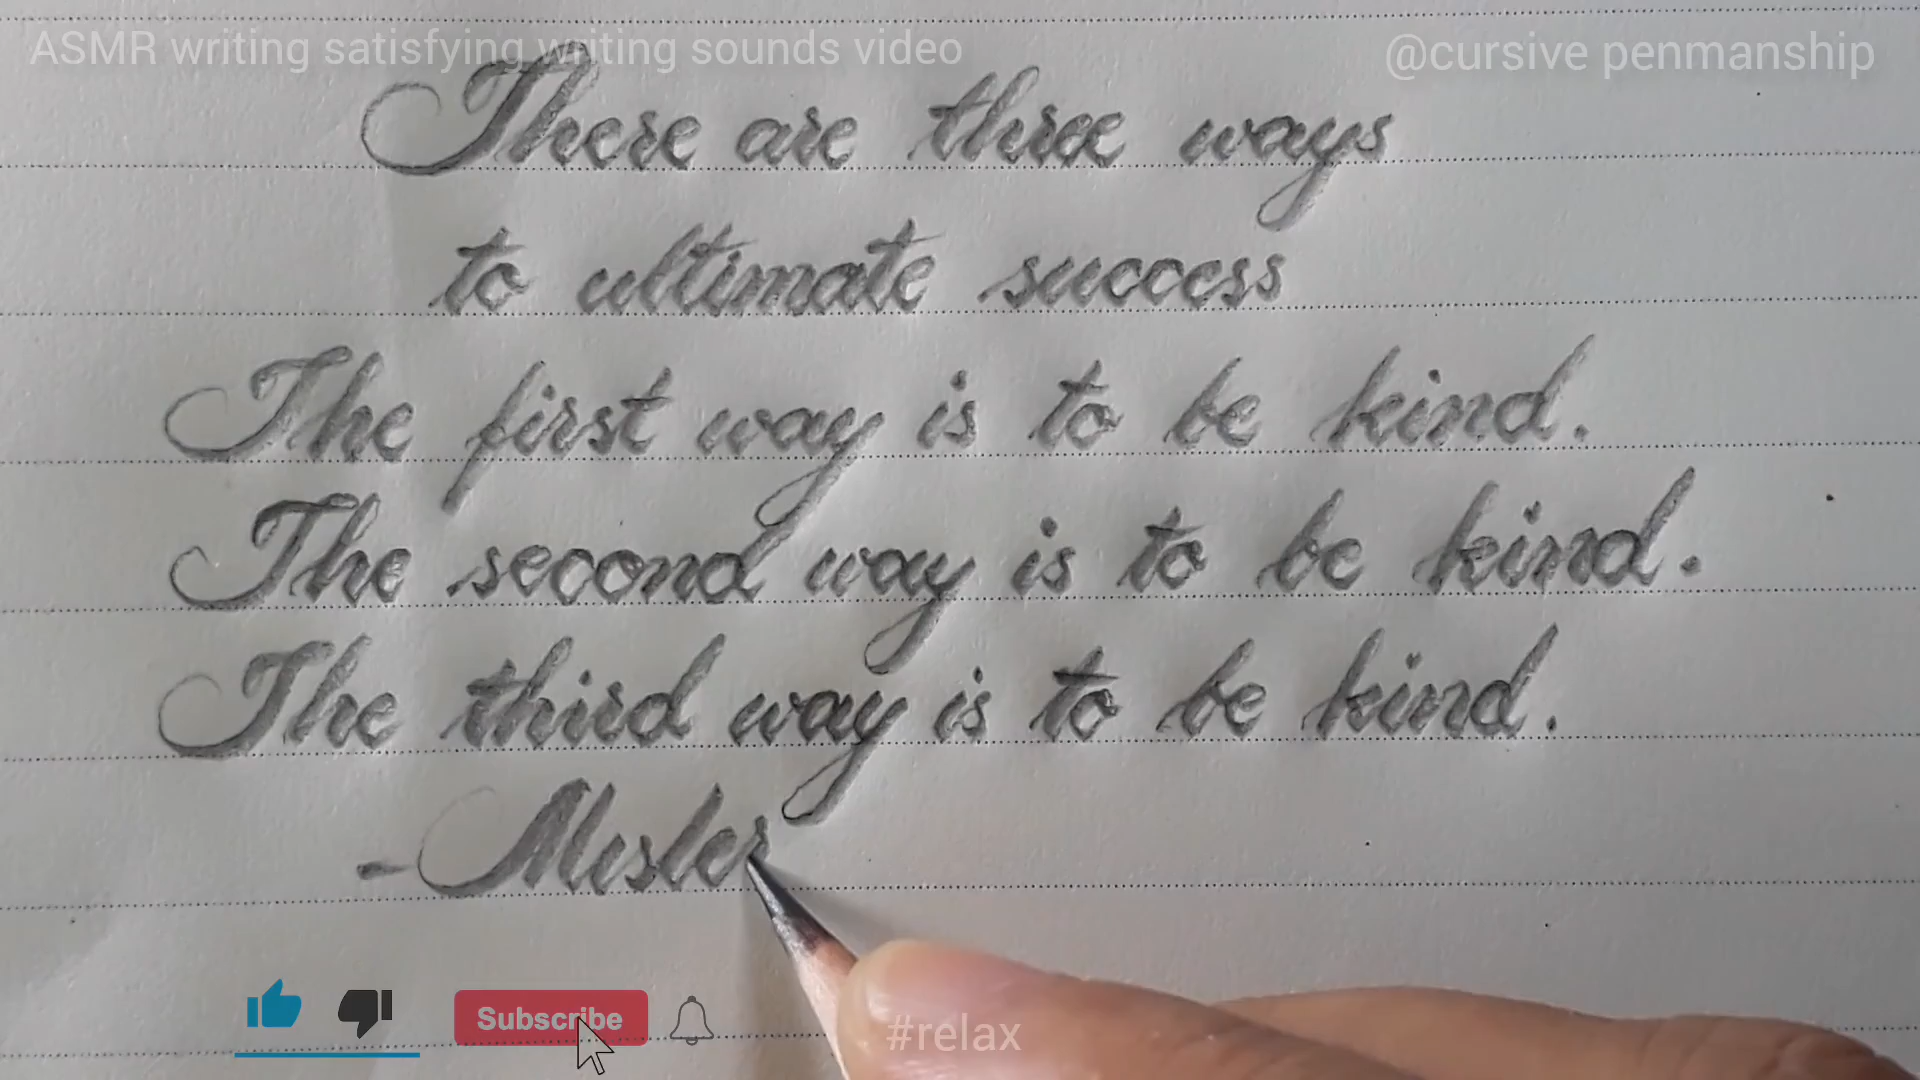 ASMR writing satisfying writing sounds video
@cursive penmanship
There are three ways
to ultimate success
The first way is to be kind.
The second way is to be kind.
The third way is to be kind.
- Mister
Subscribe
#relax